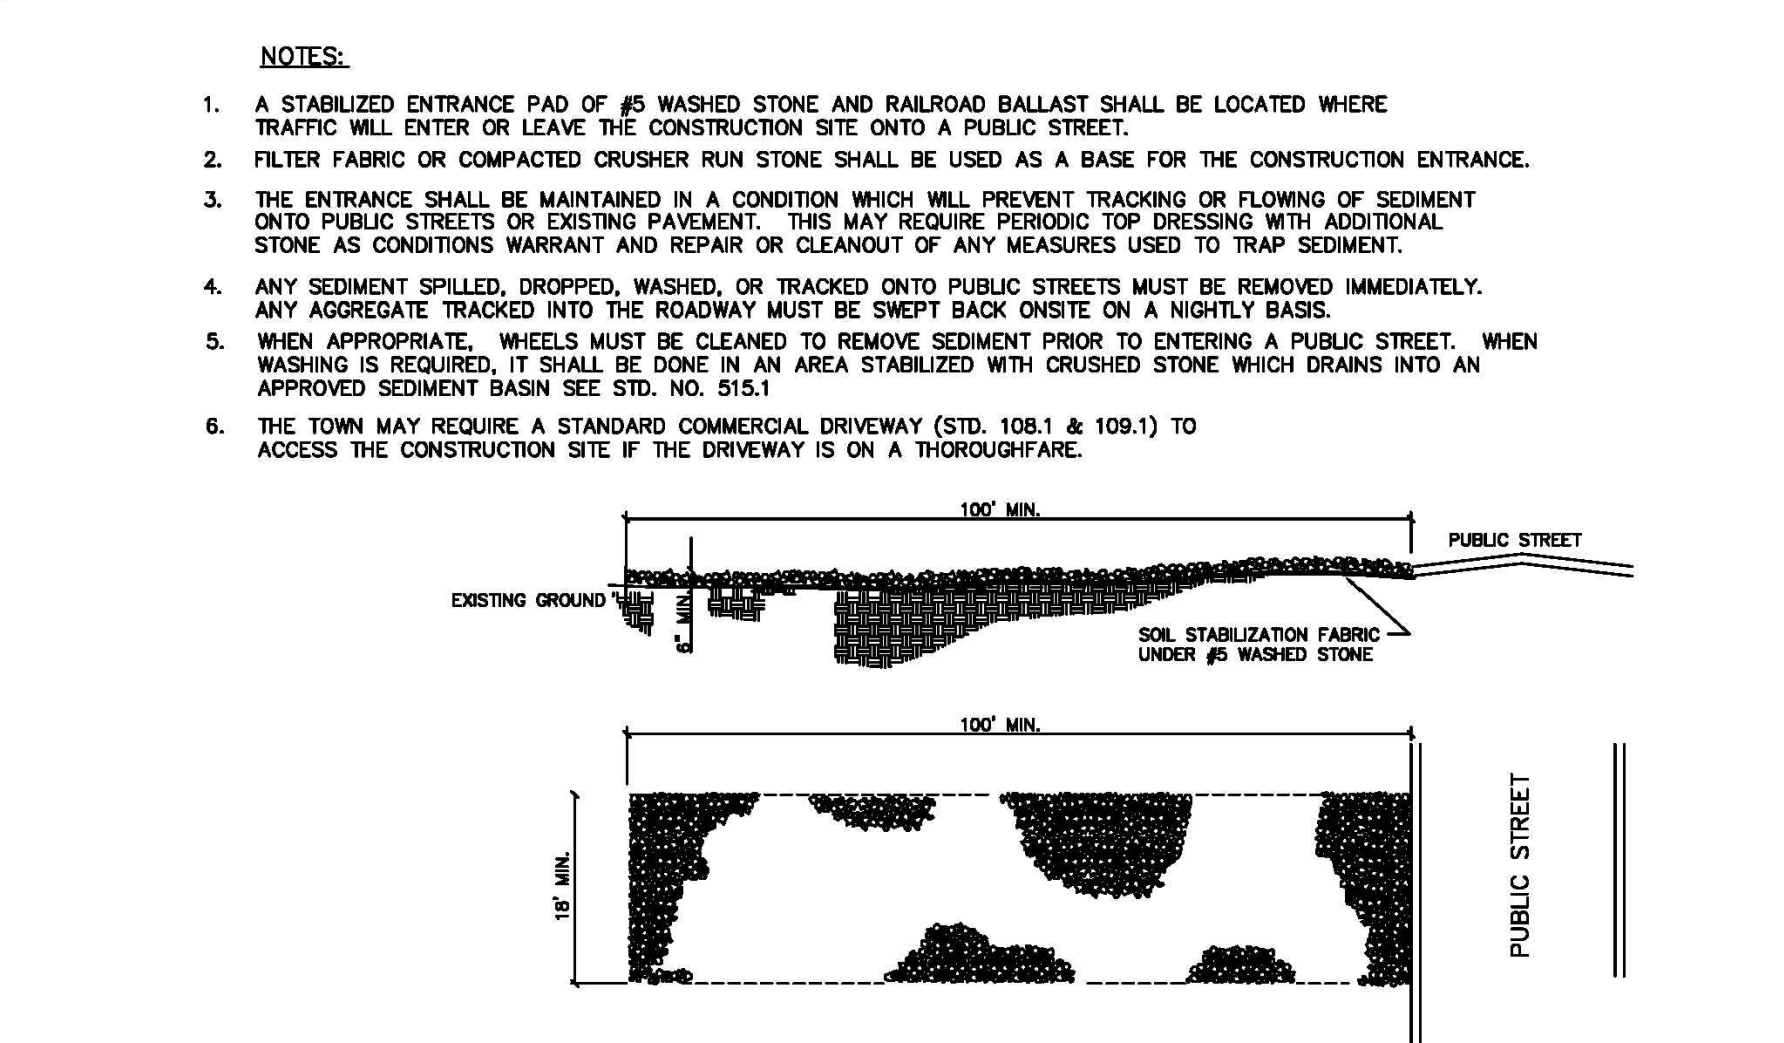 NOTES:
1. A STABILIZED ENTRANCE PAD OF #5 WASHED STONE AND RAILROAD BALLAST SHALL BE LOCATED WHERE
TRAFFIC WILL ENTER OR LEAVE THE CONSTRUCTION SITE ONTO A PUBLIC STREET.
2. FILTER FABRIC OR COMPACTED CRUSHER RUN STONE SHALL BE USED AS A BASE FOR THE CONSTRUCTION ENTRANCE.
3. THE ENTRANCE SHALL BE MAINTAINED IN A CONDITION WHICH WILL PREVENT TRACKING OR FLOWING OF SEDIMENT
ONTO PUBLIC STREETS OR EXISTING PAVEMENT. THIS MAY REQUIRE PERIODIC TOP DRESSING WITH ADDITIONAL
STONE AS CONDITIONS WARRANT AND REPAIR OR CLEANOUT OF ANY MEASURES USED TO TRAP SEDIMENT.
4. ANY SEDIMENT SPILLED, DROPPED, WASHED, OR TRACKED ONTO PUBLIC STREETS MUST BE REMOVED IMMEDIATELY.
ANY AGGREGATE TRACKED INTO THE ROADWAY MUST BE SWEPT BACK ONSITE ON A NIGHTLY BASIS.
5. WHEN APPROPRIATE, WHEELS MUST BE CLEANED TO REMOVE SEDIMENT PRIOR TO ENTERING A PUBLIC STREET. WHEN
WASHING IS REQUIRED, IT SHALL BE DONE IN AN AREA STABILIZED WITH CRUSHED STONE WHICH DRAINS INTO AN
APPROVED SEDIMENT BASIN SEE STD. NO. 515.1
6. THE TOWN MAY REQUIRE A STANDARD COMMERCIAL DRIVEWAY (STD. 108.1 & 109.1) TO
ACCESS THE CONSTRUCTION SITE IF THE DRIVEWAY IS ON A THOROUGHFARE.
100' MIN.
PUBLIC STREET
EXISTING GROUND
6" MIN.
SOIL STABILIZATION FABRIC
UNDER #5 WASHED STONE
100' MIN.
18' MIN.
PUBLIC STREET